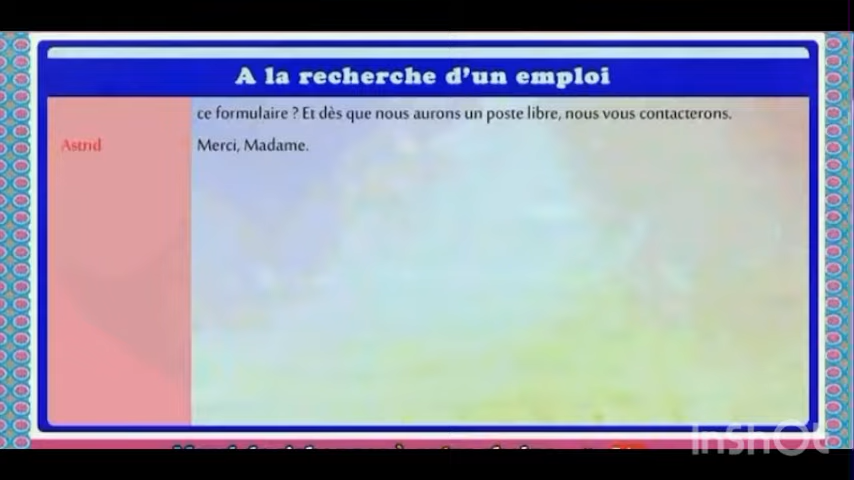 A la recherche d'un emploi
ce formulaire ? Et dès que nous aurons un poste libre, nous vous contacterons.
Astrid Merci, Madame.
InShOt